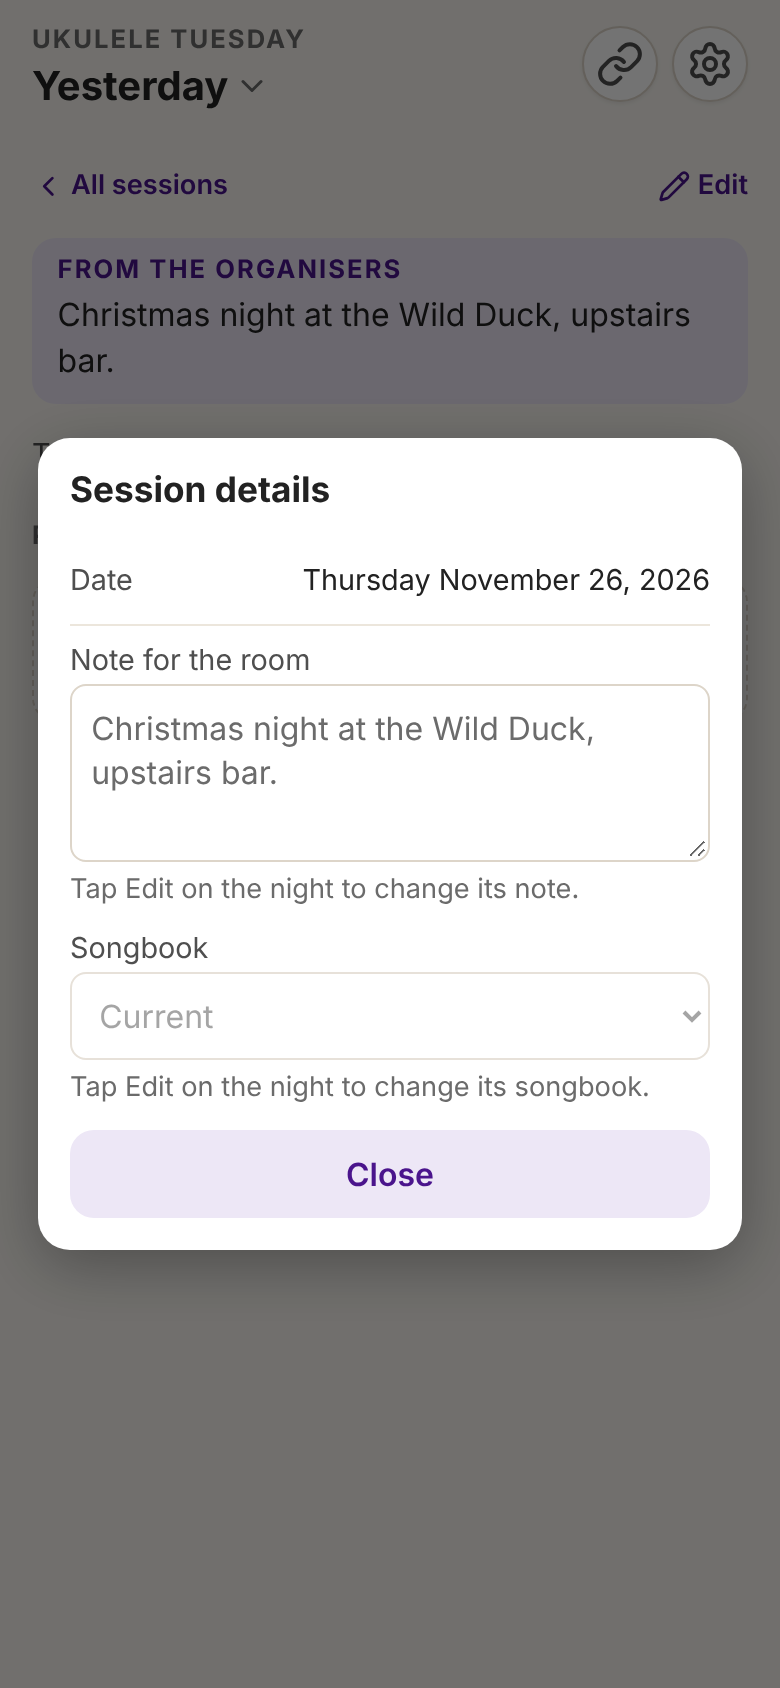 UKULELE TUESDAY
Yesterday
All sessions
Edit
FROM THE ORGANISERS
Christmas night at the Wild Duck, upstairs
bar.
Session details
Date
Thursday November 26, 2026
Note for the room
Christmas night at the Wild Duck,
upstairs bar.
Tap Edit on the night to change its note.
Songbook
Current
Tap Edit on the night to change its songbook.
Close